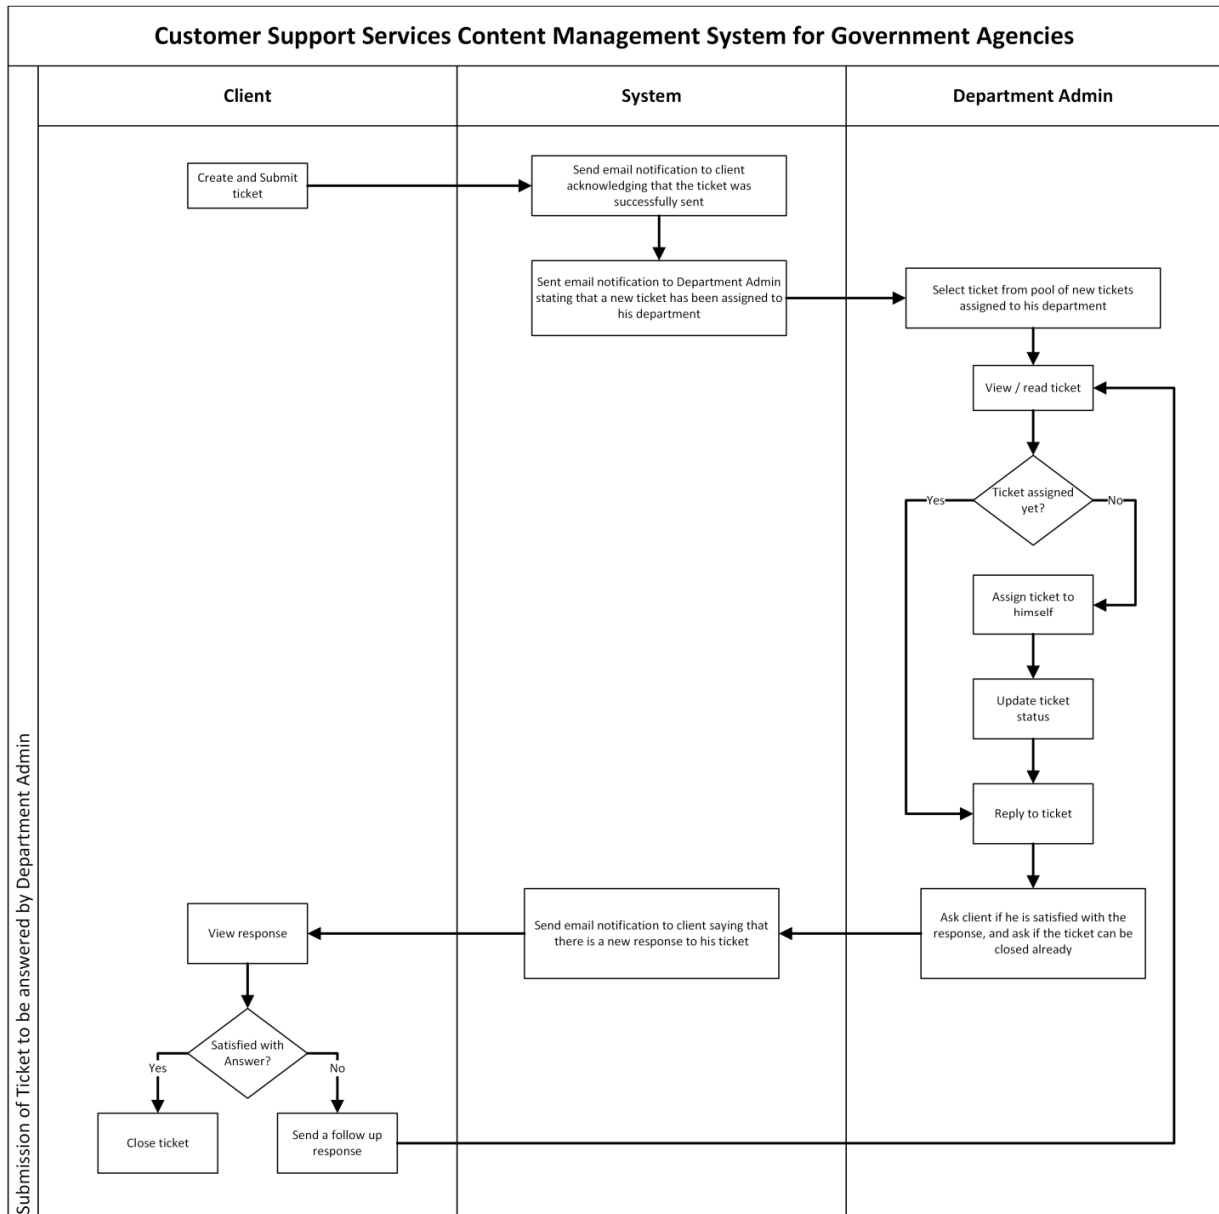 Customer Support Services Content Management System for Government Agencies
Client
System
Department Admin
Submission of Ticket to be answered by Department Admin
Create and Submit
ticket
Send email notification to client
acknowledging that the ticket was
successfully sent
Sent email notification to Department Admin
stating that a new ticket has been assigned to
his department
Select ticket from pool of new tickets
assigned to his department
View / read ticket
Ticket assigned
yet?
Yes
No
Assign ticket to
himself
Update ticket
status
Reply to ticket
Ask client if he is satisfied with the
response, and ask if the ticket can be
closed already
Send email notification to client saying that
there is a new response to his ticket
View response
Satisfied with
Answer?
Yes
No
Close ticket
Send a follow up
response